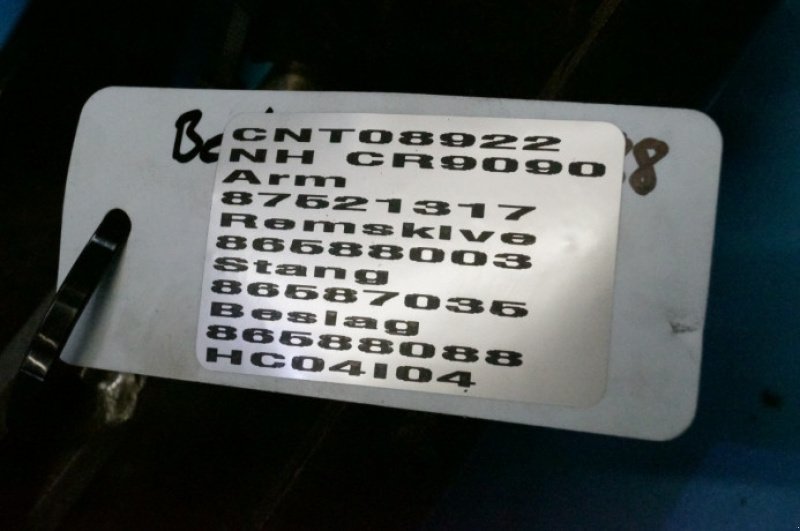 CNT08922
NH CR9090
Arm
87521317
Remskive
86588003
Stang
86587035
Beslag
86588088
HC04I04